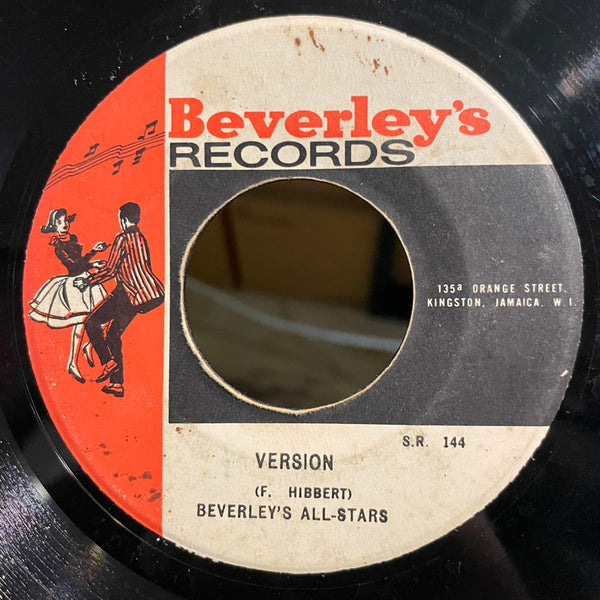 Beverley's
RECORDS
135ª ORANGE STREET,
KINGSTON, JAMAICA, W.I.
S.R. 144
VERSION
(F. HIBBERT)
BEVERLEY'S ALL-STARS